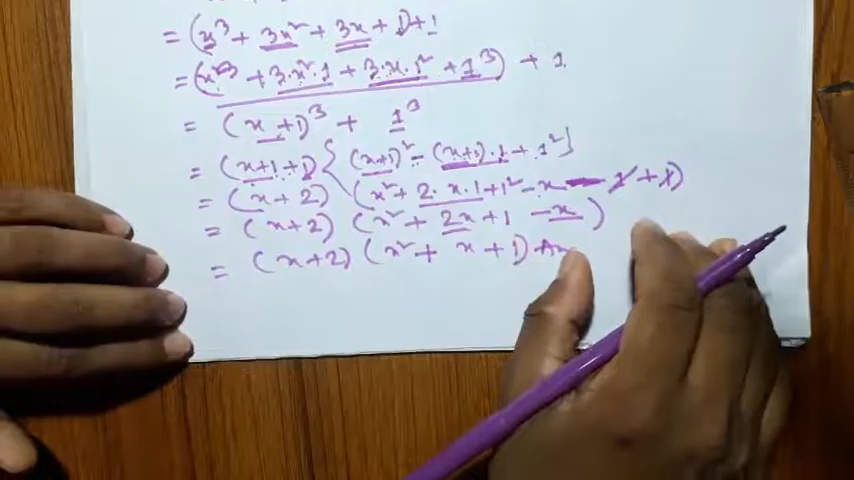 = (x³ + 3x² + 3x + 1) + 1
= (x³ + 3·x²·1 + 3·x·1² + 1³) + 1
= (x+1)³ + 1³
= (x+1+1) { (x+1)² - (x+1)·1 + 1² }
= (x+2) (x² + 2·x·1 + 1² - x - 1 + 1)
= (x+2) (x² + 2x + 1 - x)
= (x+2) (x² + x + 1) Ans